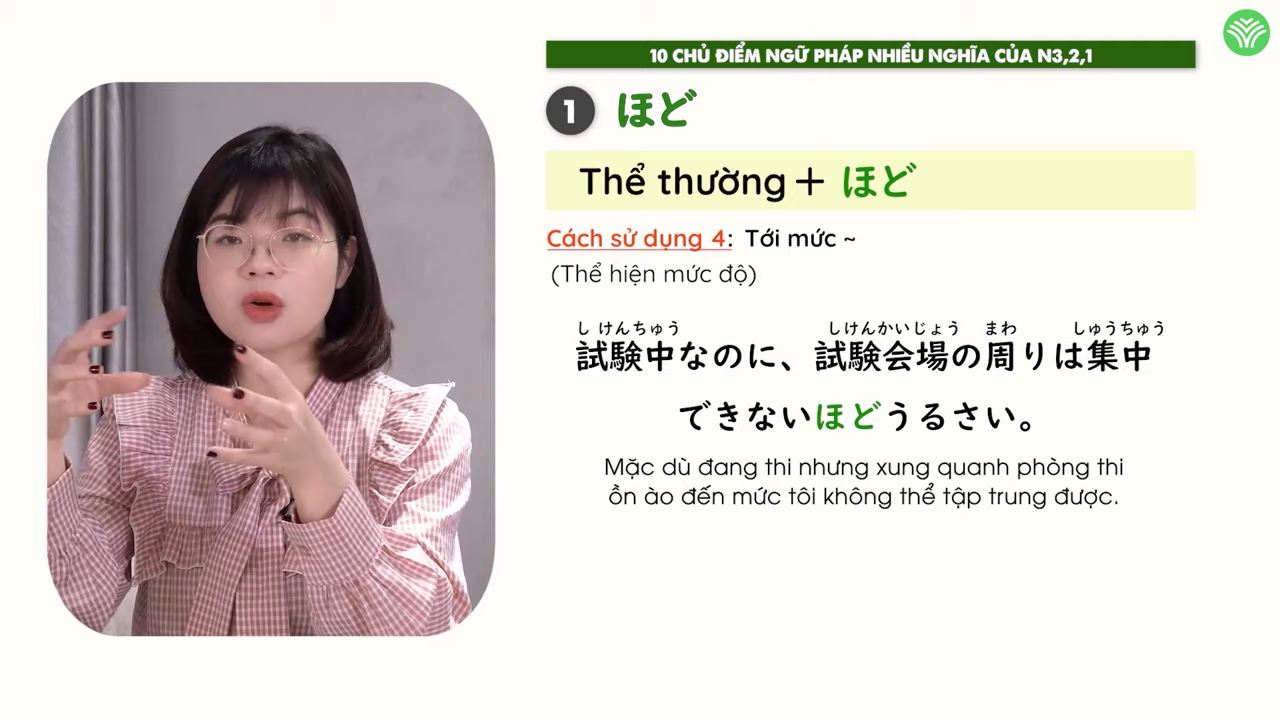 10 CHỦ ĐIỂM NGỮ PHÁP NHIỀU NGHĨA CỦA N3,2,1
1 ほど
Thể thường + ほど
Cách sử dụng 4: Tới mức ~
(Thể hiện mức độ)
しけんちゅう しけんかいじょう まわ しゅうちゅう
試験中なのに、試験会場の周りは集中
できないほどうるさい。
Mặc dù đang thi nhưng xung quanh phòng thi
ồn ào đến mức tôi không thể tập trung được.